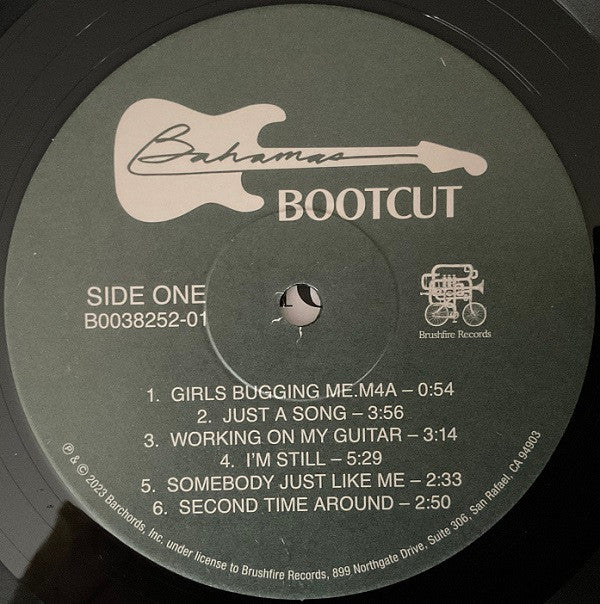 Bahamas
BOOTCUT
SIDE ONE
B0038252-01
Brushfire Records
1. GIRLS BUGGING ME.M4A – 0:54
2. JUST A SONG – 3:56
3. WORKING ON MY GUITAR – 3:14
4. I'M STILL – 5:29
5. SOMEBODY JUST LIKE ME – 2:33
6. SECOND TIME AROUND – 2:50
℗ & © 2023 Barchords, Inc. under license to Brushfire Records, 899 Northgate Drive, Suite 306, San Rafael, CA 94903